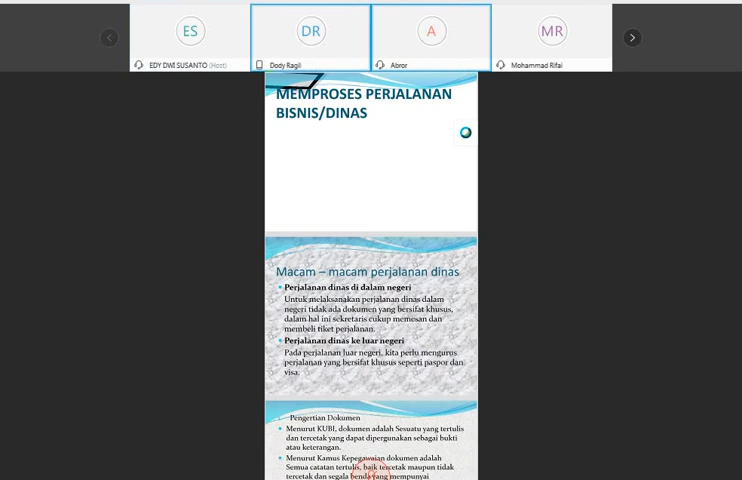 ES
DR
A
MR
EDY DWI SUSANTO (Host)
Dody Ragil
Abror
Mohammad Rifai
MEMPROSES PERJALANAN
BISNIS/DINAS
Macam – macam perjalanan dinas
Perjalanan dinas di dalam negeri
Untuk melaksanakan perjalanan dinas dalam
negeri tidak ada dokumen yang bersifat khusus,
dalam hal ini sekretaris cukup memesan dan
membeli tiket perjalanan.
Perjalanan dinas ke luar negeri
Pada perjalanan luar negeri, kita perlu mengurus
perjalanan yang bersifat khusus seperti paspor dan
visa.
Pengertian Dokumen
Menurut KUBI, dokumen adalah Sesuatu yang tertulis
dan tercetak yang dapat dipergunakan sebagai bukti
atau keterangan.
Menurut Kamus Kepegawaian dokumen adalah
Semua catatan tertulis, baik tercetak maupun tidak
tercetak dan segala benda yang mempunyai